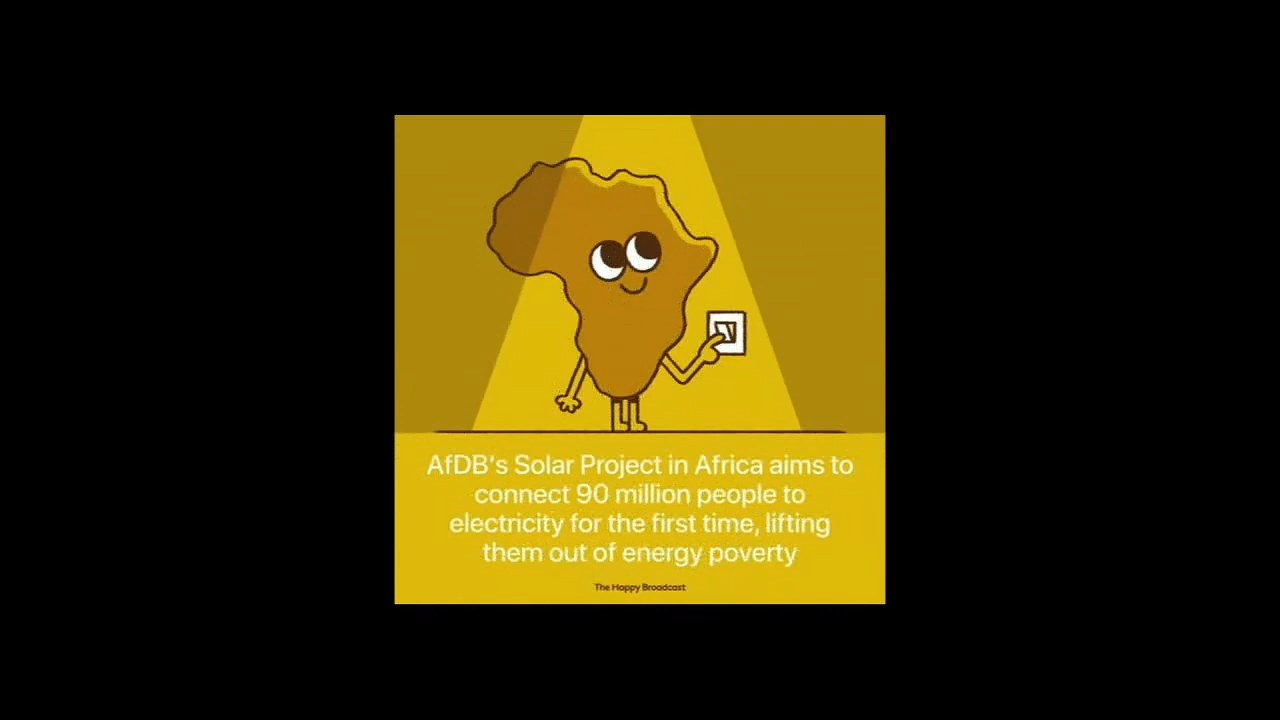 AfDB's Solar Project in Africa aims to
connect 90 million people to
electricity for the first time, lifting
them out of energy poverty
The Happy Broadcast